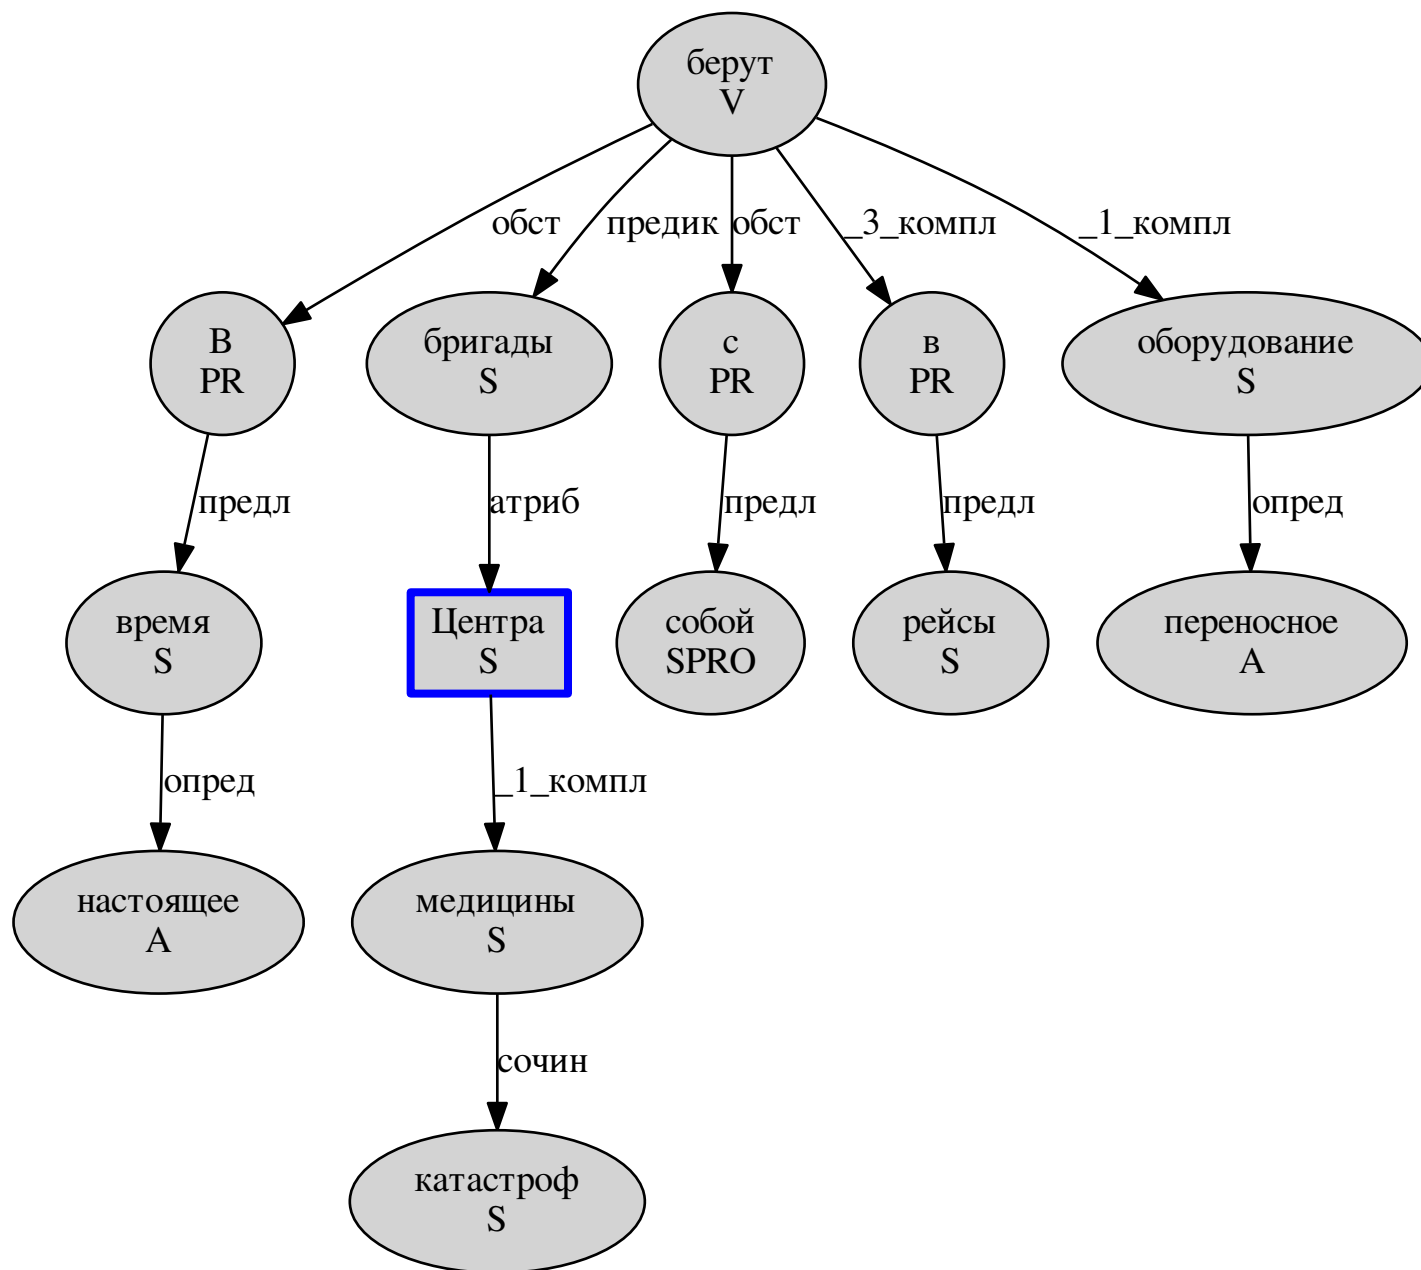 берут
V
обст предик обст _3_компл _1_компл
В
PR
бригады
S
с
PR
в
PR
оборудование
S
предл атриб предл предл опред
время
S
Центра
S
собой
SPRO
рейсы
S
переносное
A
опред _1_компл
настоящее
A
медицины
S
сочин
катастроф
S